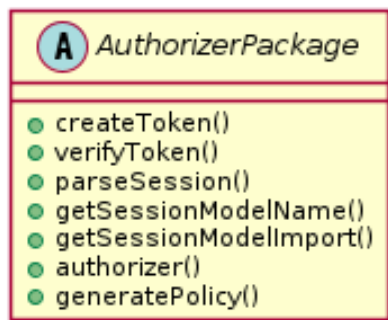 A AuthorizerPackage
createToken()
verifyToken()
parseSession()
getSessionModelName()
getSessionModelImport()
authorizer()
generatePolicy()